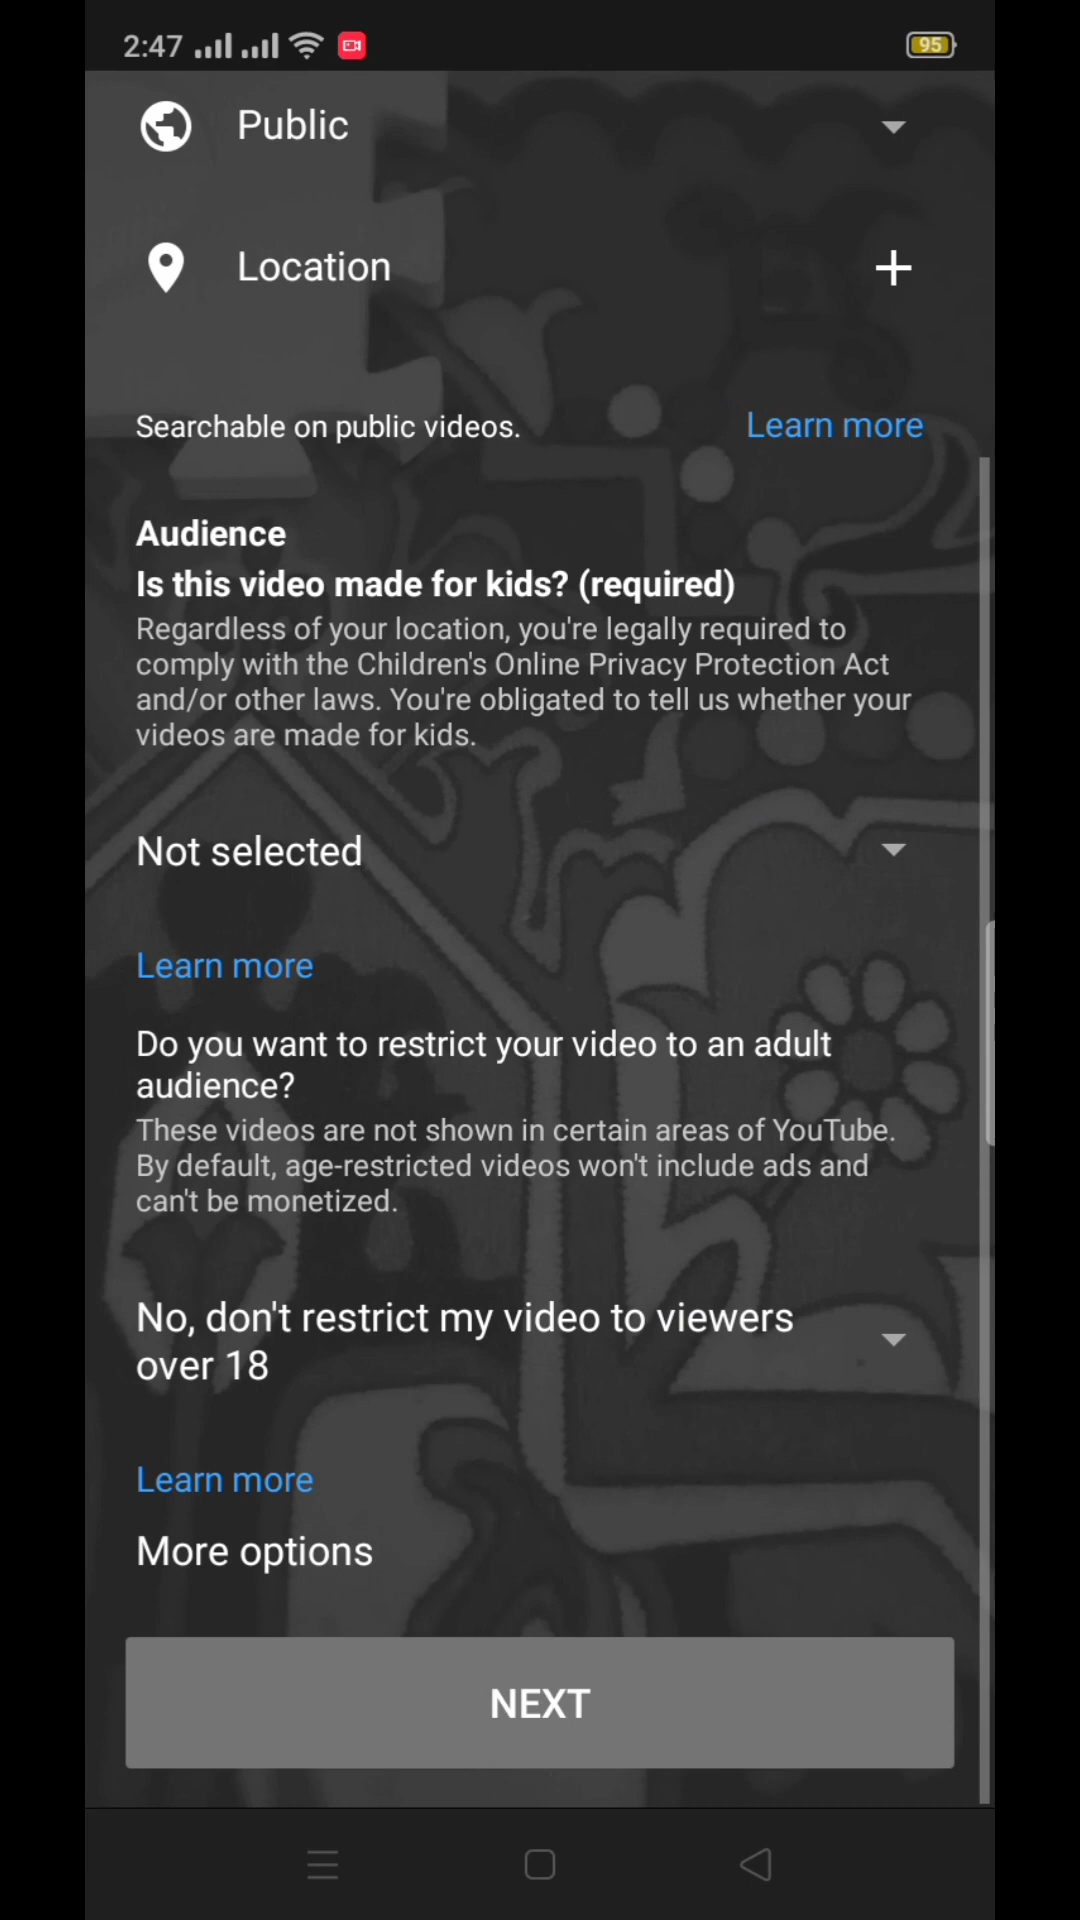 2:47
95
Public
Location
Searchable on public videos.
Learn more
Audience
Is this video made for kids? (required)
Regardless of your location, you're legally required to
comply with the Children's Online Privacy Protection Act
and/or other laws. You're obligated to tell us whether your
videos are made for kids.
Not selected
Learn more
Do you want to restrict your video to an adult
audience?
These videos are not shown in certain areas of YouTube.
By default, age-restricted videos won't include ads and
can't be monetized.
No, don't restrict my video to viewers
over 18
Learn more
More options
NEXT